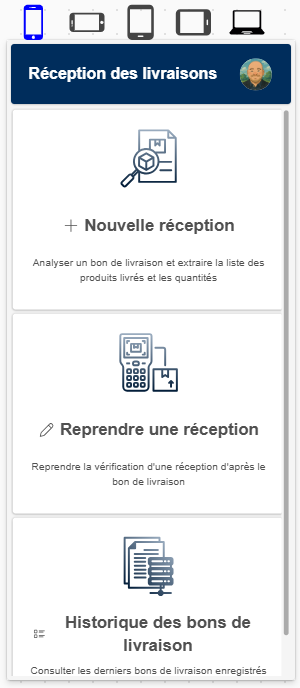 Réception des livraisons
Nouvelle réception
Analyser un bon de livraison et extraire la liste des
produits livrés et les quantités
Reprendre une réception
Reprendre la vérification d'une réception d'après le
bon de livraison
Historique des bons de
livraison
Consulter les derniers bons de livraison enregistrés